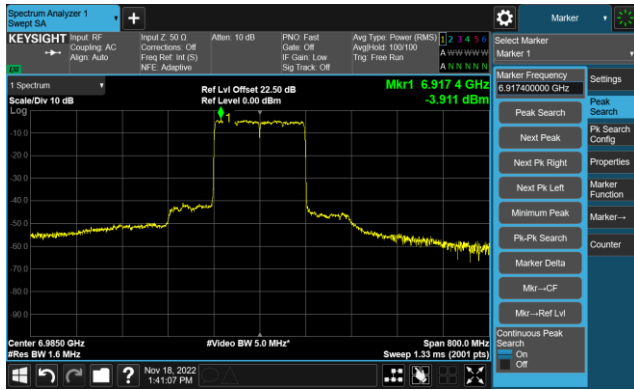 Spectrum Analyzer 1
Swept SA
Marker
KEYSIGHT
Input: RF
Coupling: AC
Align: Auto
Input Z: 50 Ω
Corrections: Off
Freq Ref: Int (S)
NFE: Adaptive
Atten: 10 dB
PNO: Fast
Gate: Off
IF Gain: Low
Sig Track: Off
Avg Type: Power (RMS)
Avg|Hold: 100/100
Trig: Free Run
1 2 3 4 5 6
A W W W W W
A N N N N N
Select Marker
Marker 1
1 Spectrum
Scale/Div 10 dB
Log
Ref Lvl Offset 22.50 dB
Ref Level 0.00 dBm
Mkr1 6.917 4 GHz
-3.911 dBm
1
-10.0
-20.0
-30.0
-40.0
-50.0
-60.0
-70.0
-80.0
-90.0
Center 6.9850 GHz
#Res BW 1.6 MHz
#Video BW 5.0 MHz*
Span 800.0 MHz
Sweep 1.33 ms (2001 pts)
Marker Frequency
6.917400000 GHz
Peak Search
Next Peak
Next Pk Right
Next Pk Left
Minimum Peak
Pk-Pk Search
Marker Delta
Mkr→CF
Mkr→Ref Lvl
Continuous Peak
Search
On
Off
Settings
Peak
Search
Pk Search
Config
Properties
Marker
Function
Marker→
Counter
?
Nov 18, 2022
1:41:07 PM